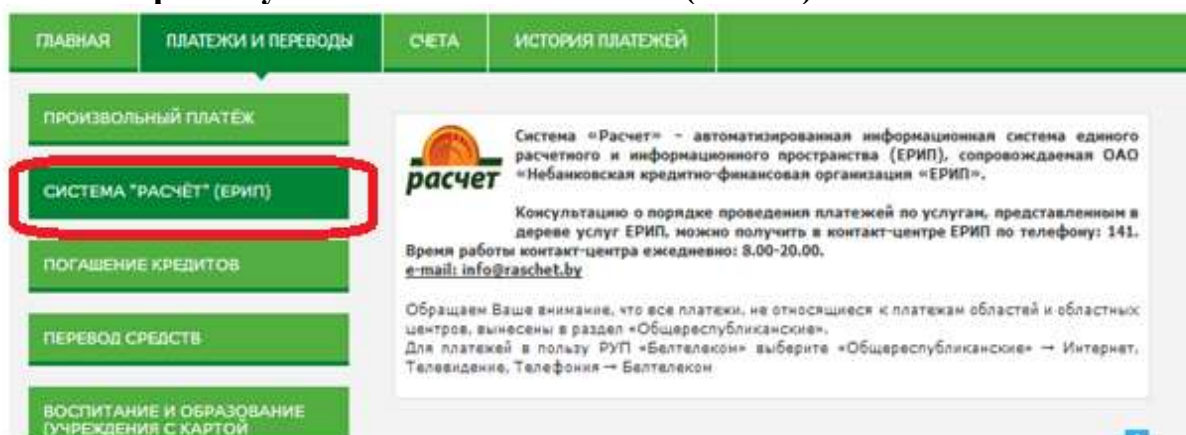 ГЛАВНАЯ ПЛАТЕЖИ И ПЕРЕВОДЫ СЧЕТА ИСТОРИЯ ПЛАТЕЖЕЙ
ПРОИЗВОЛЬНЫЙ ПЛАТЁЖ
СИСТЕМА "РАСЧЁТ" (ЕРИП)
ПОГАШЕНИЕ КРЕДИТОВ
ПЕРЕВОД СРЕДСТВ
ВОСПИТАНИЕ И ОБРАЗОВАНИЕ
(УЧРЕЖДЕНИЯ С КАРТОЙ
расчет
Система «Расчет» – автоматизированная информационная система единого
расчетного и информационного пространства (ЕРИП), сопровождаемая ОАО
«Небанковская кредитно-финансовая организация «ЕРИП».
Консультацию о порядке проведения платежей по услугам, представленным в
дереве услуг ЕРИП, можно получить в контакт-центре ЕРИП по телефону: 141.
Время работы контакт-центра ежедневно: 8.00-20.00.
e-mail: info@raschet.by
Обращаем Ваше внимание, что все платежи, не относящиеся к платежам областей и областных
центров, вынесены в раздел «Общереспубликанские».
Для платежей в пользу РУП «Белтелеком» выберите «Общереспубликанские» → Интернет,
Телевидение, Телефония → Белтелеком